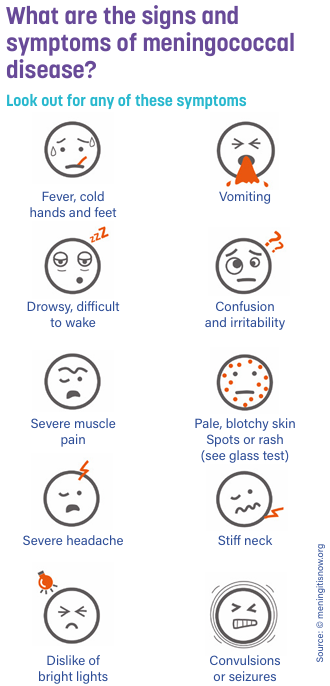 What are the signs and
symptoms of meningococcal
disease?
Look out for any of these symptoms
Fever, cold
hands and feet
Vomiting
zzZ
Drowsy, difficult
to wake
??
Confusion
and irritability
Severe muscle
pain
Pale, blotchy skin
Spots or rash
(see glass test)
Severe headache
Stiff neck
Dislike of
bright lights
Convulsions
or seizures
Source: © meningitisnow.org